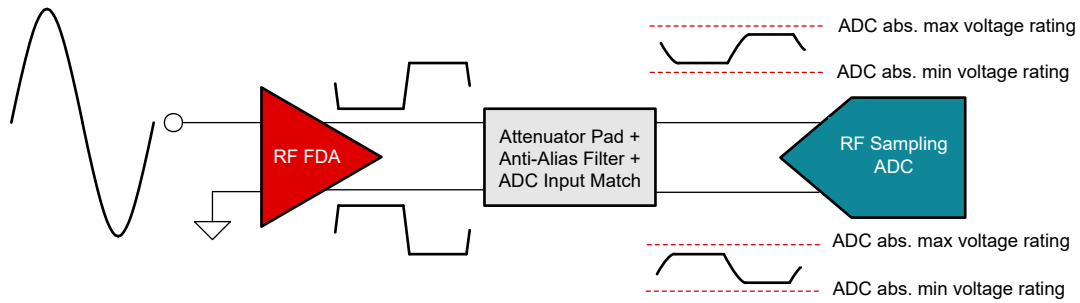 ADC abs. max voltage rating
ADC abs. min voltage rating
RF FDA
Attenuator Pad +
Anti-Alias Filter +
ADC Input Match
RF Sampling
ADC
ADC abs. max voltage rating
ADC abs. min voltage rating